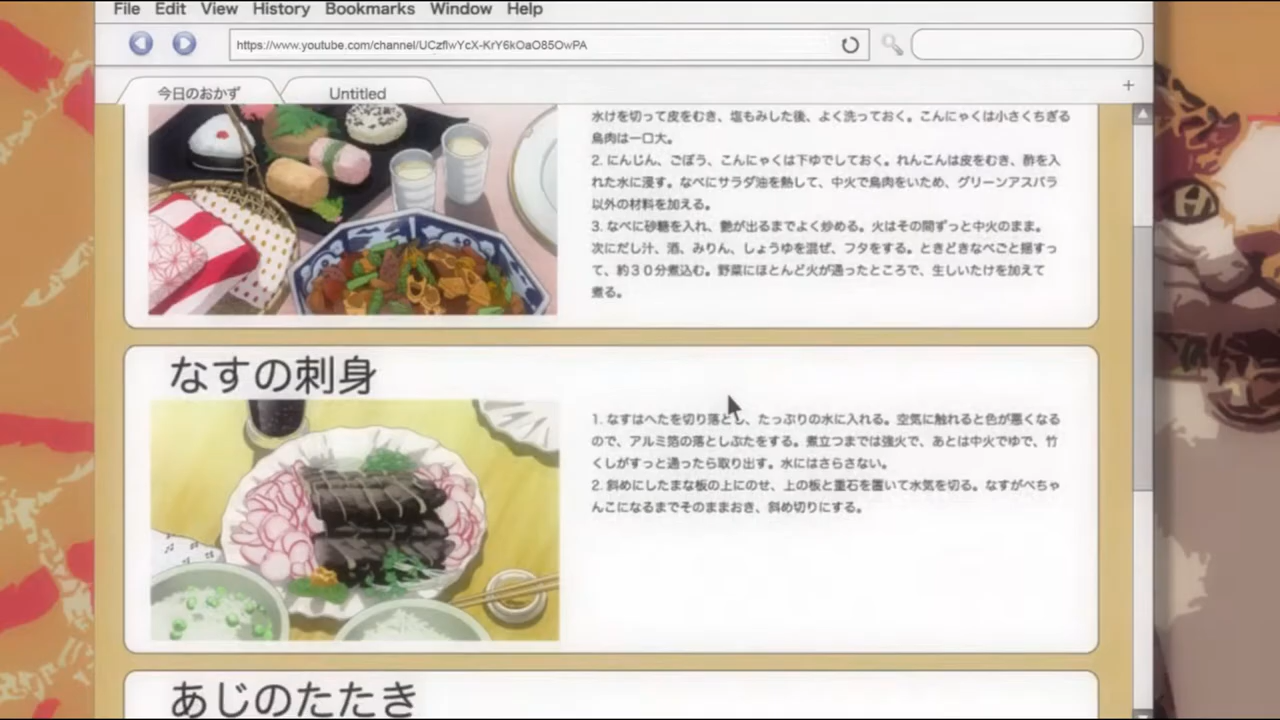 File Edit View History Bookmarks Window Help
https://www.youtube.com/channel/UCzflwYcX-KrY6kOaO85OwPA
今日のおかず
Untitled
水けを切って皮をむき、塩もみした後、よく洗っておく。こんにゃくは小さくちぎる
鳥肉は一口大。
2. にんじん、ごぼう、こんにゃくは下ゆでしておく。れんこんは皮をむき、酢を入
れた水に浸す。なべにサラダ油を熱して、中火で鳥肉をいため、グリーンアスパラ
以外の材料を加える。
3. なべに砂糖を入れ、艶が出るまでよく炒める。火はその間ずっと中火のまま。
次にだし汁、酒、みりん、しょうゆを混ぜ、フタをする。ときどきなべごと揺すっ
て、約３０分煮込む。野菜にほとんど火が通ったところで、生しいたけを加えて
煮る。
なすの刺身
1. なすはへたを切り落とし、たっぷりの水に入れる。空気に触れると色が悪くなる
ので、アルミ箔の落としぶたをする。煮立つまでは強火で、あとは中火でゆで、竹
くしがすっと通ったら取り出す。水にはさらさない。
2. 斜めにしたまな板の上にのせ、上の板と重石を置いて水気を切る。なすがぺちゃ
んこになるまでそのままおき、斜め切りにする。
あじのたたき